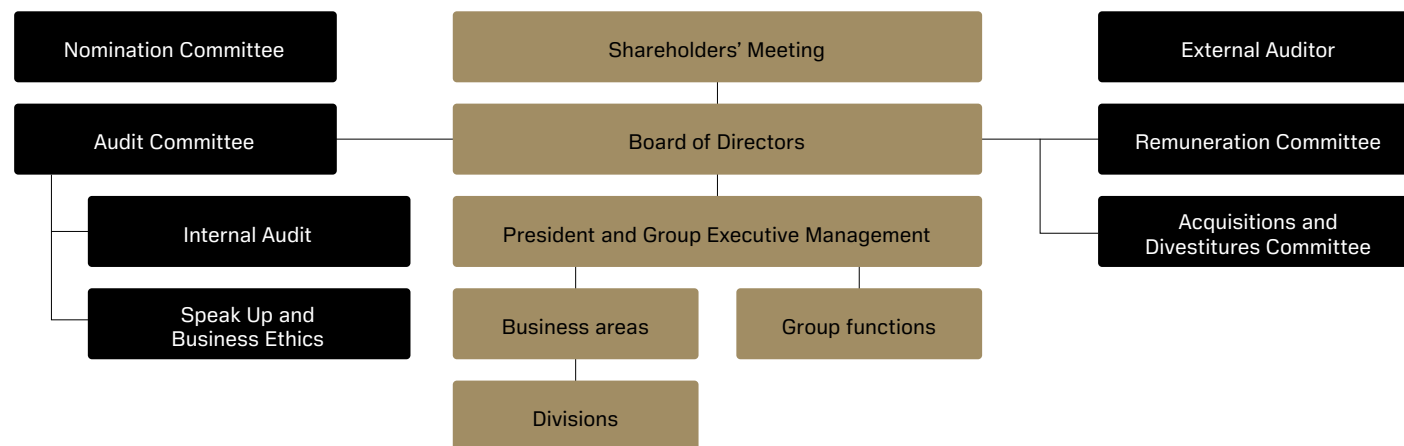 Nomination Committee
Shareholders’ Meeting
External Auditor
Audit Committee
Board of Directors
Remuneration Committee
Internal Audit
President and Group Executive Management
Acquisitions and
Divestitures Committee
Speak Up and
Business Ethics
Business areas
Group functions
Divisions